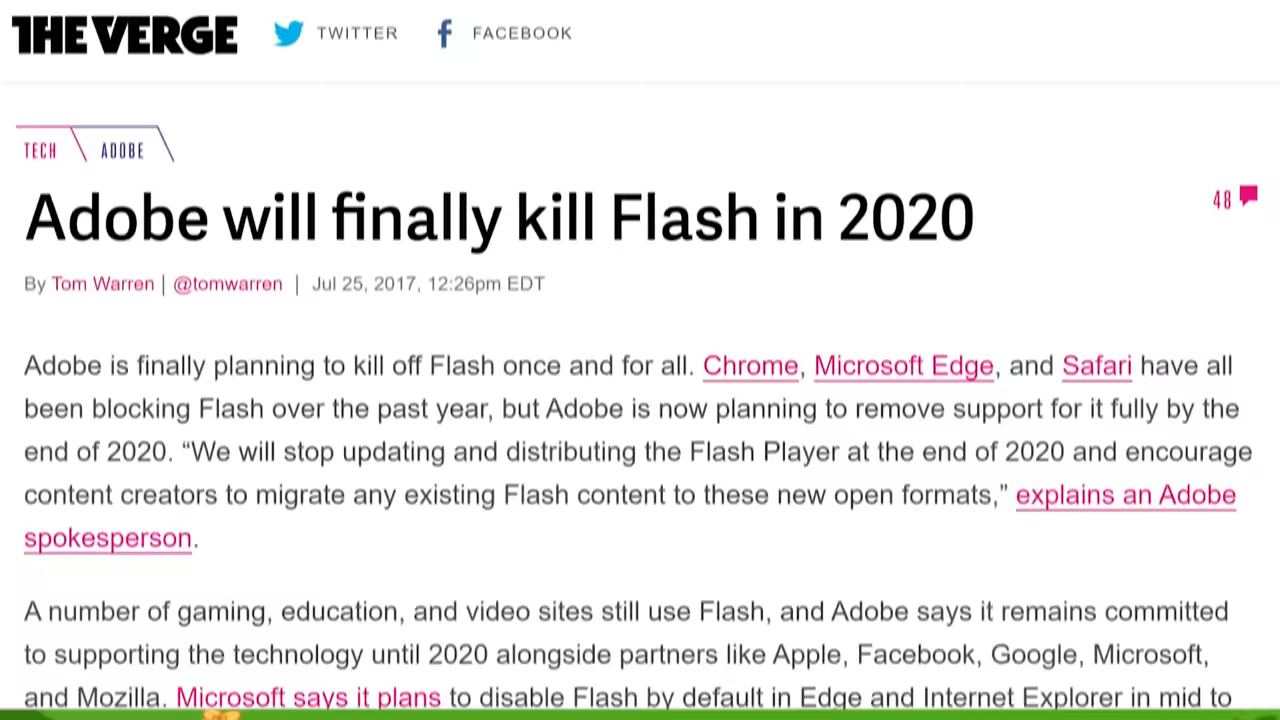 THE VERGE TWITTER FACEBOOK
TECH ADOBE
Adobe will finally kill Flash in 2020
48
By Tom Warren | @tomwarren | Jul 25, 2017, 12:26pm EDT
Adobe is finally planning to kill off Flash once and for all. Chrome, Microsoft Edge, and Safari have all
been blocking Flash over the past year, but Adobe is now planning to remove support for it fully by the
end of 2020. “We will stop updating and distributing the Flash Player at the end of 2020 and encourage
content creators to migrate any existing Flash content to these new open formats,” explains an Adobe
spokesperson.
A number of gaming, education, and video sites still use Flash, and Adobe says it remains committed
to supporting the technology until 2020 alongside partners like Apple, Facebook, Google, Microsoft,
and Mozilla. Microsoft says it plans to disable Flash by default in Edge and Internet Explorer in mid to